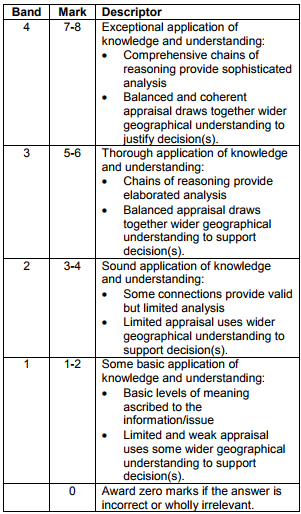 Band Mark Descriptor
4 7-8 Exceptional application of
knowledge and understanding:
• Comprehensive chains of
reasoning provide sophisticated
analysis
• Balanced and coherent
appraisal draws together wider
geographical understanding to
justify decision(s).
3 5-6 Thorough application of knowledge
and understanding:
• Chains of reasoning provide
elaborated analysis
• Balanced appraisal draws
together wider geographical
understanding to support
decision(s).
2 3-4 Sound application of knowledge
and understanding:
• Some connections provide valid
but limited analysis
• Limited appraisal uses wider
geographical understanding to
support decision(s).
1 1-2 Some basic application of
knowledge and understanding:
• Basic levels of meaning
ascribed to the
information/issue
• Limited and weak appraisal
uses some wider geographical
understanding to support
decision(s).
0 Award zero marks if the answer is
incorrect or wholly irrelevant.